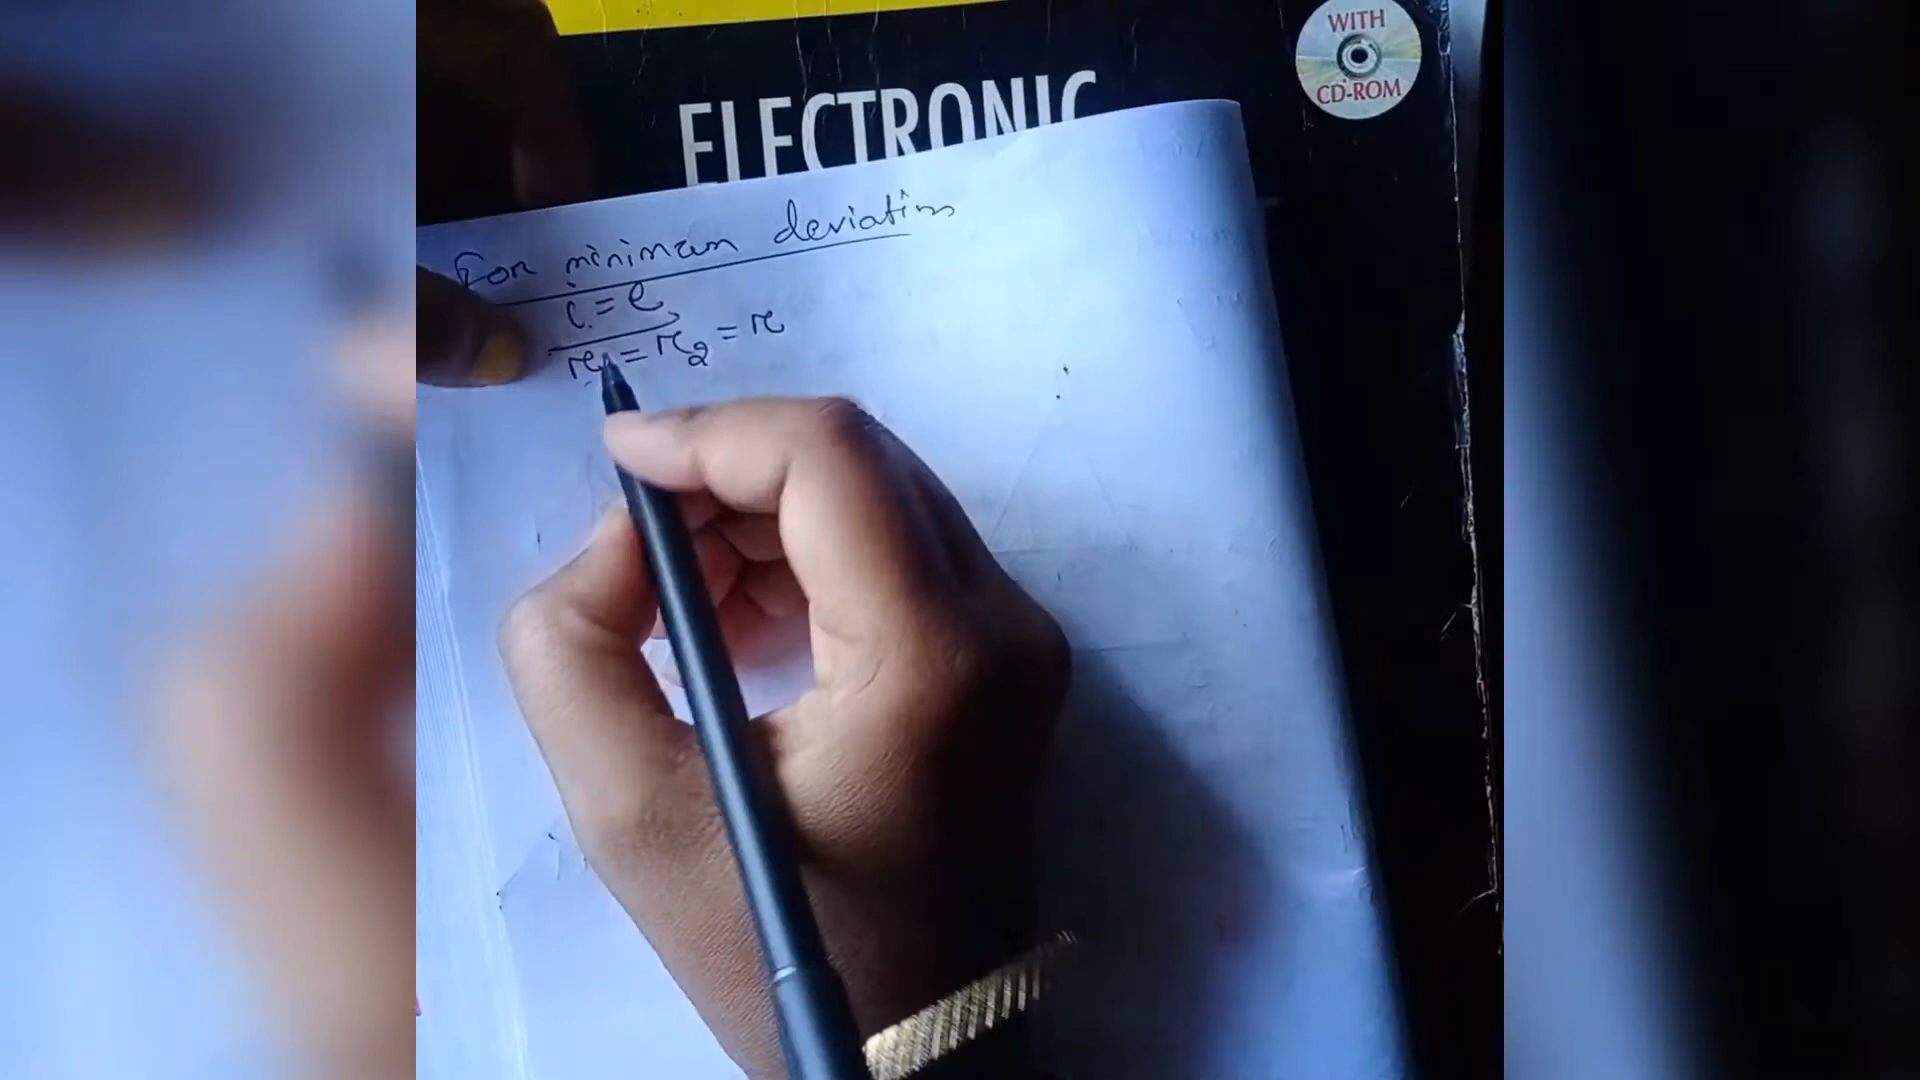 WITH
CD-ROM
ELECTRONIC
For minimum deviation
i = e
r1 = r2 = r